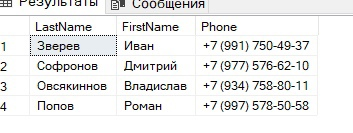 Результаты Сообщения
LastName FirstName Phone
1 Зверев Иван +7 (991) 750-49-37
2 Софронов Дмитрий +7 (977) 576-62-10
3 Овсякиннов Владислав +7 (934) 758-80-11
4 Попов Роман +7 (997) 578-50-58